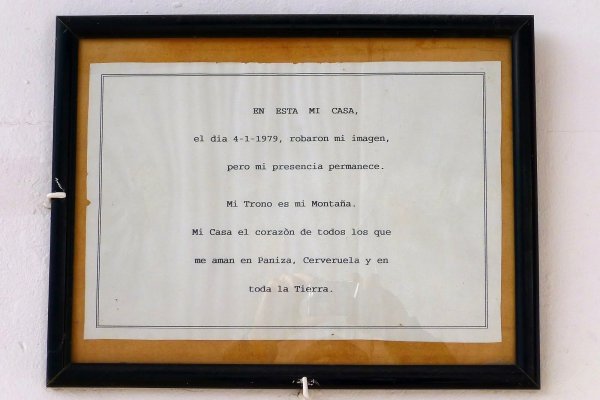 EN ESTA MI CASA,
el dia 4-1-1979, robaron mi imagen,
pero mi presencia permanece.
Mi Trono es mi Montaña.
Mi Casa el corazòn de todos los que
me aman en Paniza, Cerveruela y en
toda la Tierra.